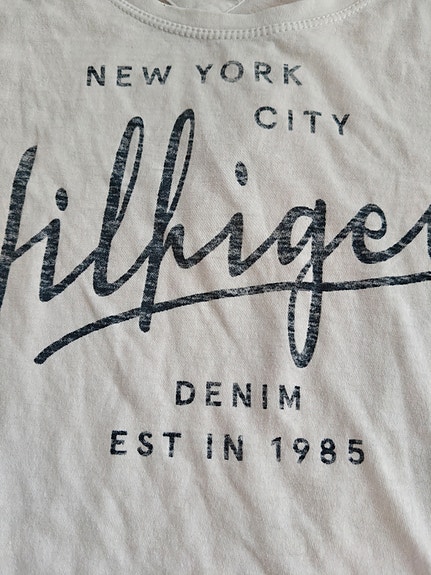 NEW YORK
CITY
Hilfiger
DENIM
EST IN 1985